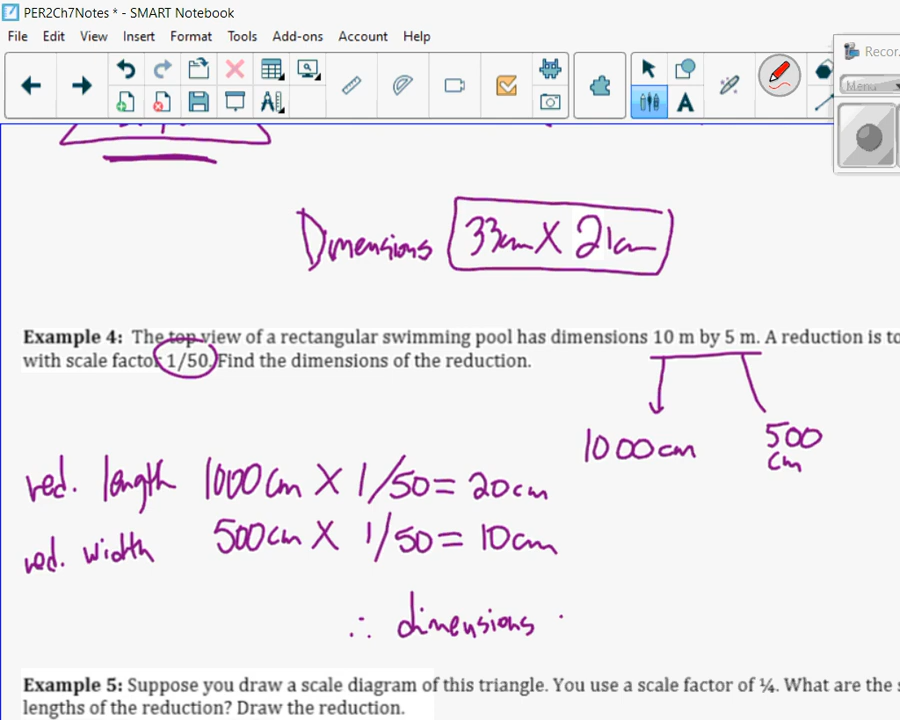 PER2Ch7Notes * - SMART Notebook
File Edit View Insert Format Tools Add-ons Account Help
Recor
Menu
A
Dimensions 33cm X 21cm
Example 4: The top view of a rectangular swimming pool has dimensions 10 m by 5 m. A reduction is to
with scale factor 1/50. Find the dimensions of the reduction.
1000cm
500
cm
red. length 1000cm X 1/50 = 20cm
red. width 500cm X 1/50 = 10cm
∴ dimensions
Example 5: Suppose you draw a scale diagram of this triangle. You use a scale factor of ¼. What are the
lengths of the reduction? Draw the reduction.